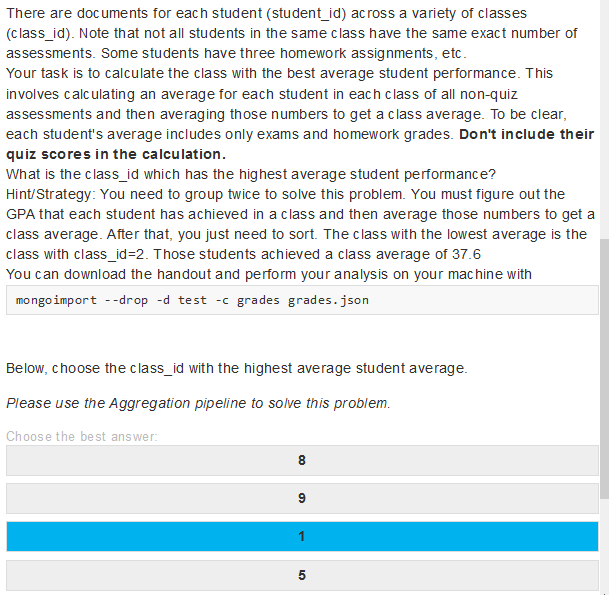 There are documents for each student (student_id) across a variety of classes
(class_id). Note that not all students in the same class have the same exact number of
assessments. Some students have three homework assignments, etc.
Your task is to calculate the class with the best average student performance. This
involves calculating an average for each student in each class of all non-quiz
assessments and then averaging those numbers to get a class average. To be clear,
each student's average includes only exams and homework grades. Don't include their
quiz scores in the calculation.
What is the class_id which has the highest average student performance?
Hint/Strategy: You need to group twice to solve this problem. You must figure out the
GPA that each student has achieved in a class and then average those numbers to get a
class average. After that, you just need to sort. The class with the lowest average is the
class with class_id=2. Those students achieved a class average of 37.6
You can download the handout and perform your analysis on your machine with
mongoimport --drop -d test -c grades grades.json
Below, choose the class_id with the highest average student average.
Please use the Aggregation pipeline to solve this problem.
Choose the best answer:
8
9
1
5